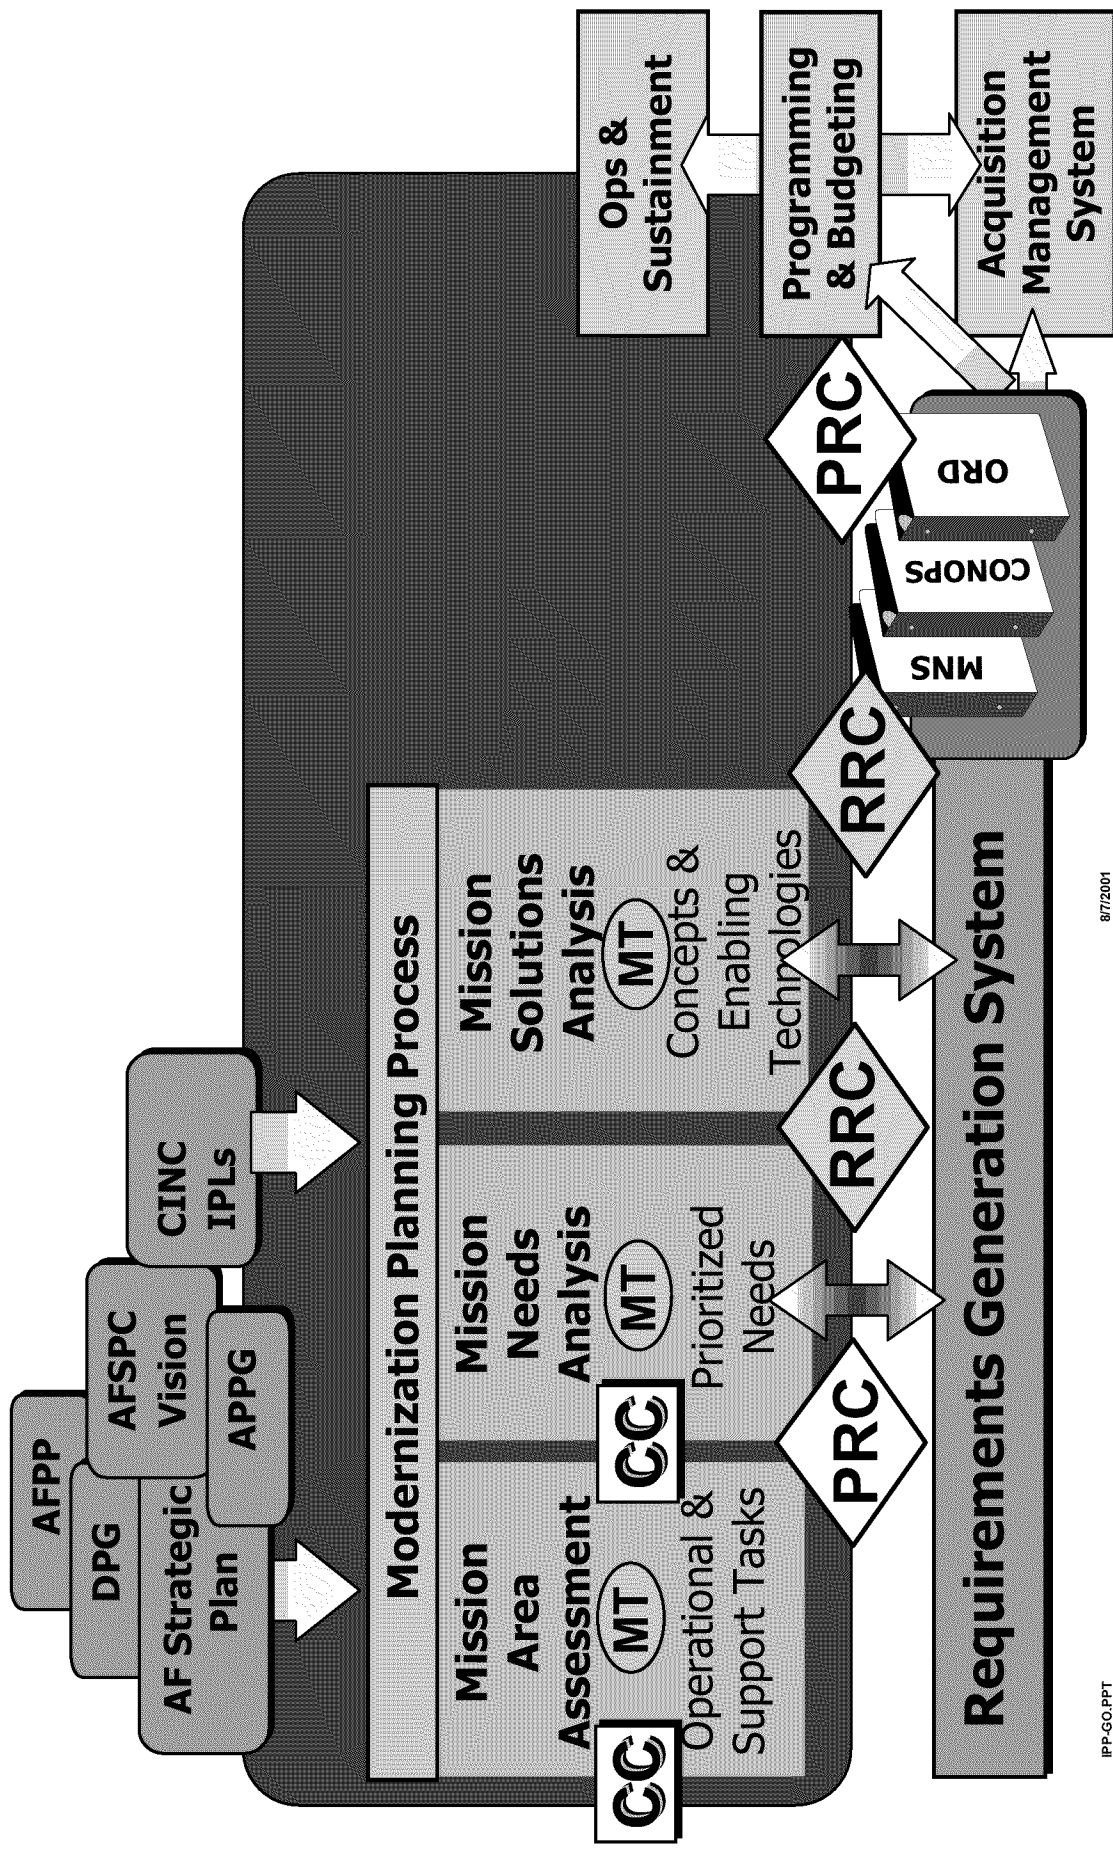 AFPP
DPG
AF Strategic
Plan
AFSPC
Vision
APPG
CINC
IPLs
Modernization Planning Process
Mission
Area
Assessment
MT
Operational &
Support Tasks
CC
CC
Mission
Needs
Analysis
MT
Prioritized
Needs
Mission
Solutions
Analysis
MT
Concepts &
Enabling
Technologies
PRC
RRC
RRC
PRC
Requirements Generation System
MNS
CONOPS
ORD
Ops &
Sustainment
Programming
& Budgeting
Acquisition
Management
System
IPP-GO.PPT
8/7/2001